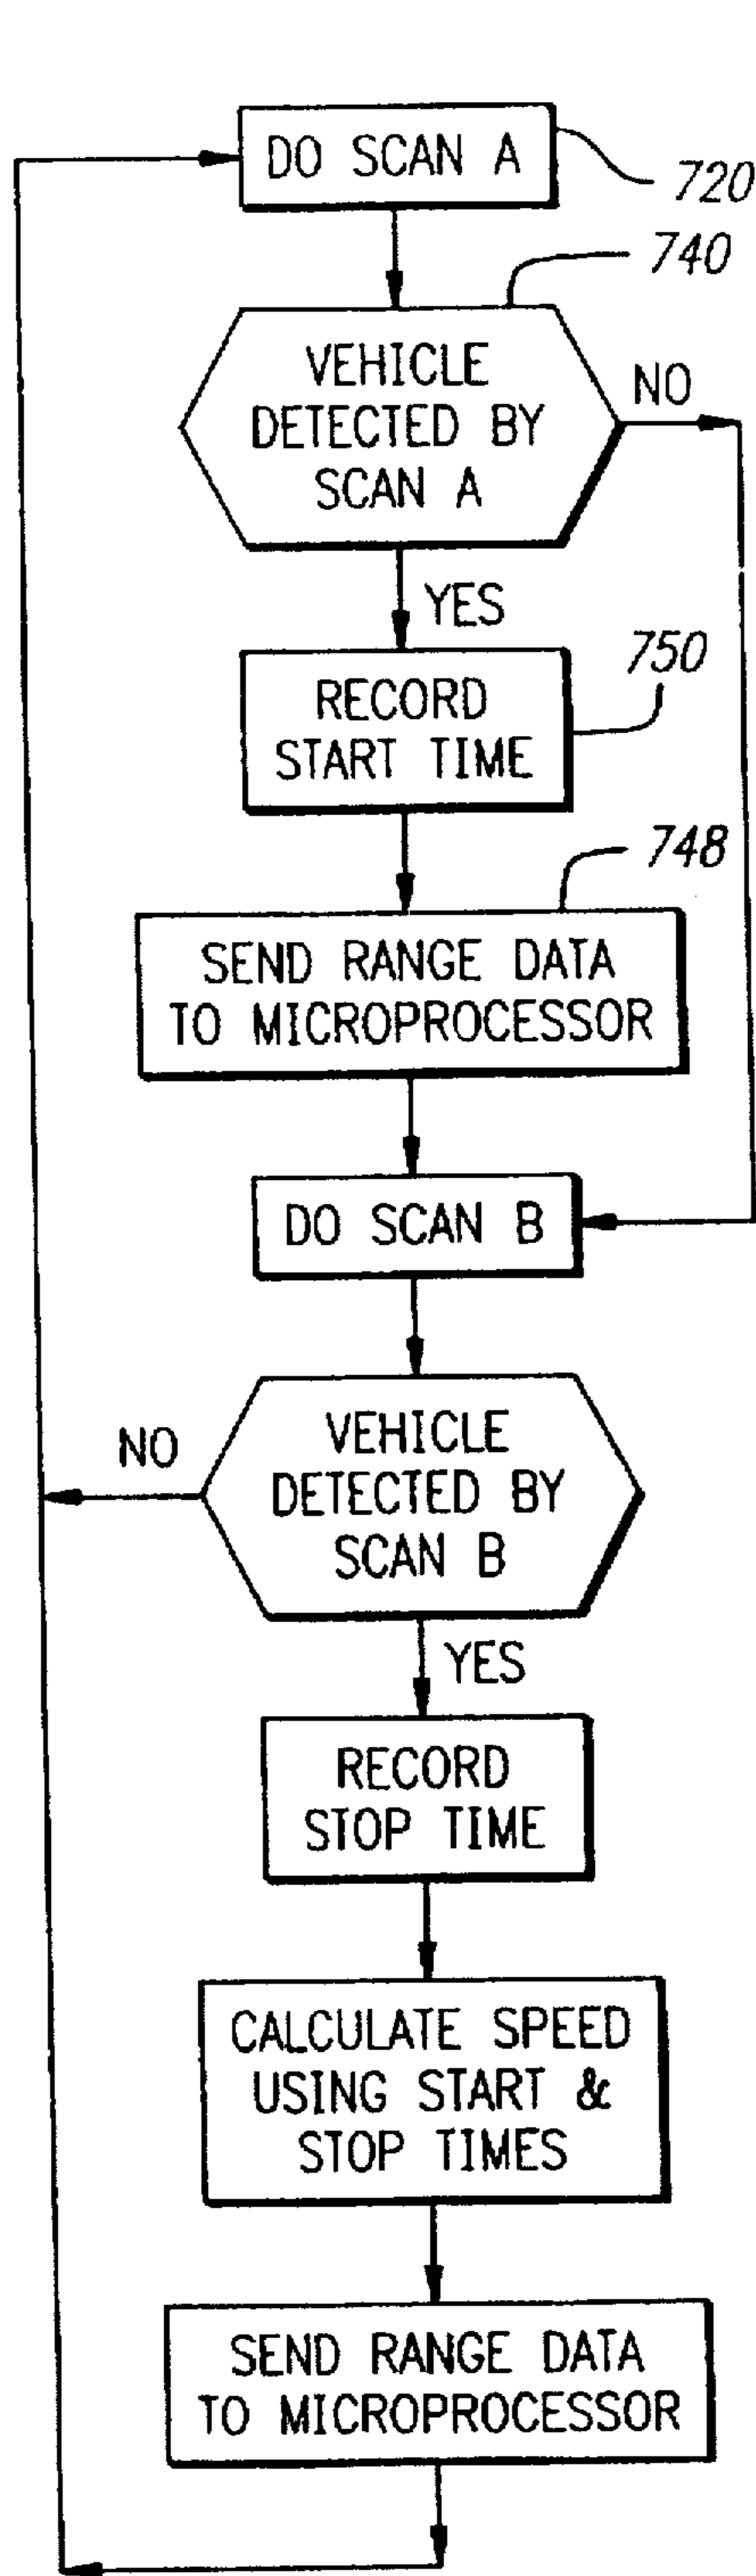 DO SCAN A
720
740
VEHICLE
DETECTED BY
SCAN A
NO
YES
750
RECORD
START TIME
748
SEND RANGE DATA
TO MICROPROCESSOR
DO SCAN B
VEHICLE
DETECTED BY
SCAN B
NO
YES
RECORD
STOP TIME
CALCULATE SPEED
USING START &
STOP TIMES
SEND RANGE DATA
TO MICROPROCESSOR